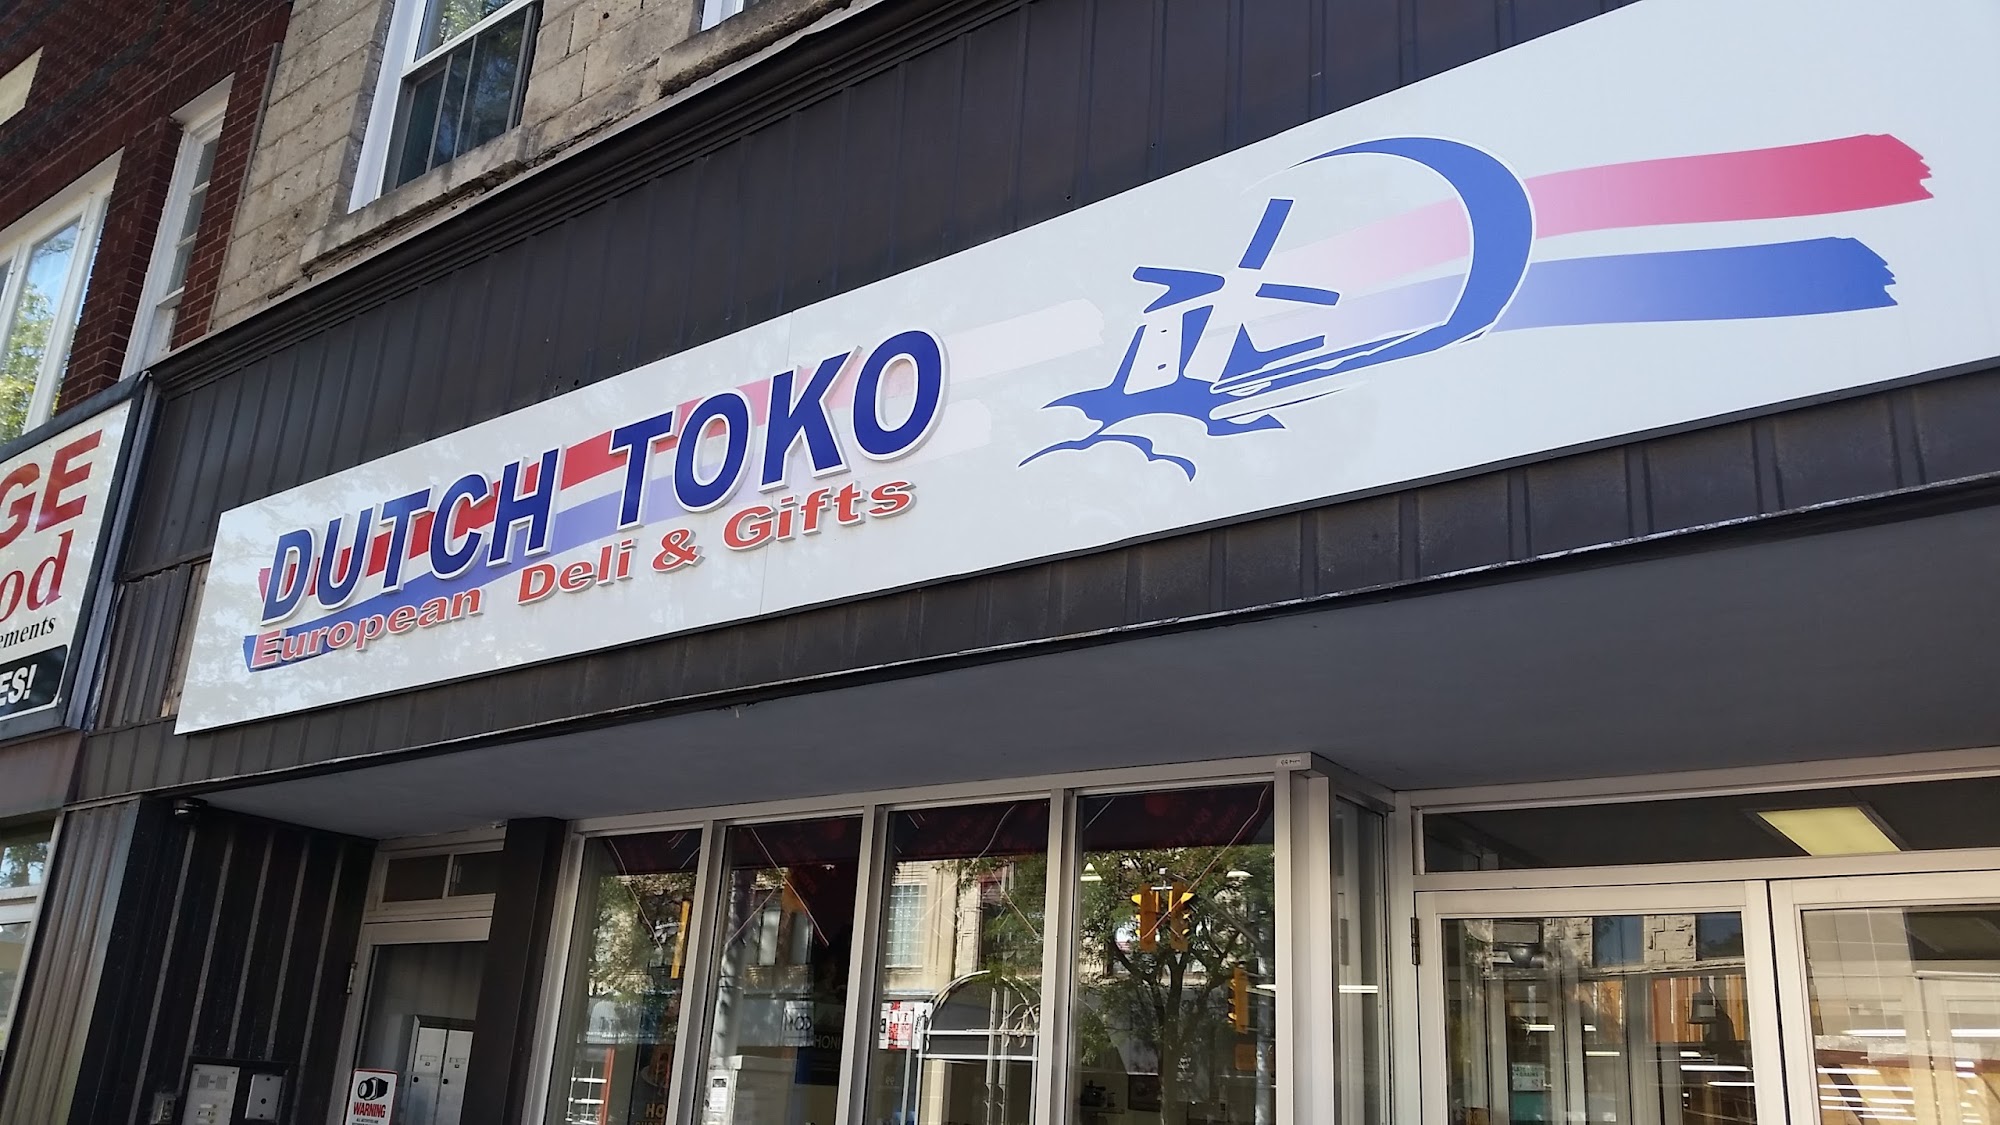 DUTCH TOKO
European Deli & Gifts
GE
od
ements
ES!
WARNING